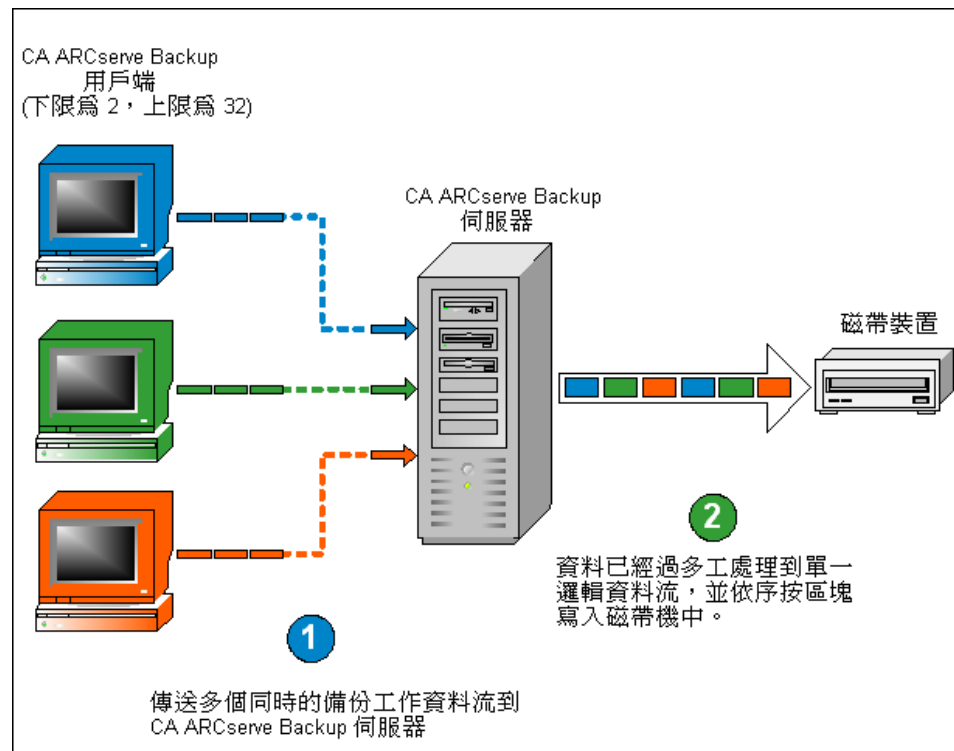 CA ARCserve Backup
用戶端
(下限為 2,上限為 32)
CA ARCserve Backup
伺服器
磁帶裝置
2
資料已經過多工處理到單一
邏輯資料流,並依序按區塊
寫入磁帶機中。
1
傳送多個同時的備份工作資料流到
CA ARCserve Backup 伺服器